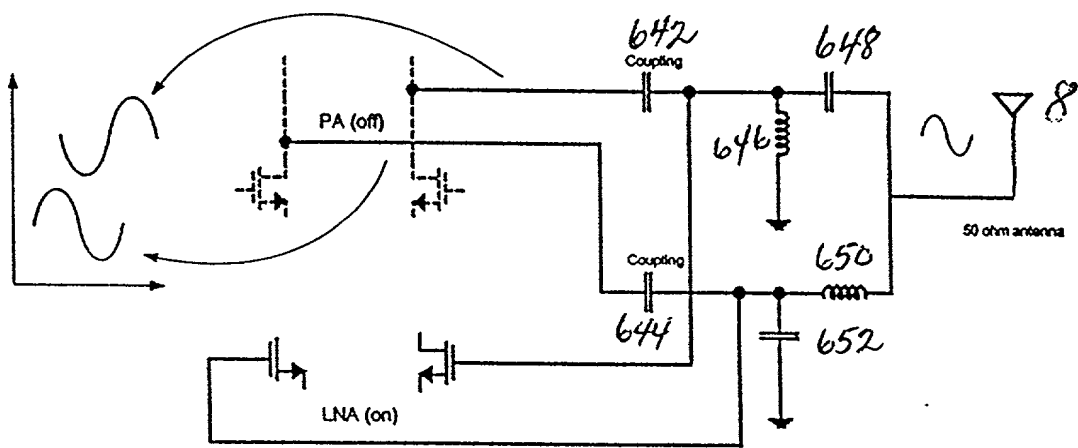 642
Coupling
648
8
PA (off)
646
50 ohm antenna
Coupling
650
644
652
LNA (on)